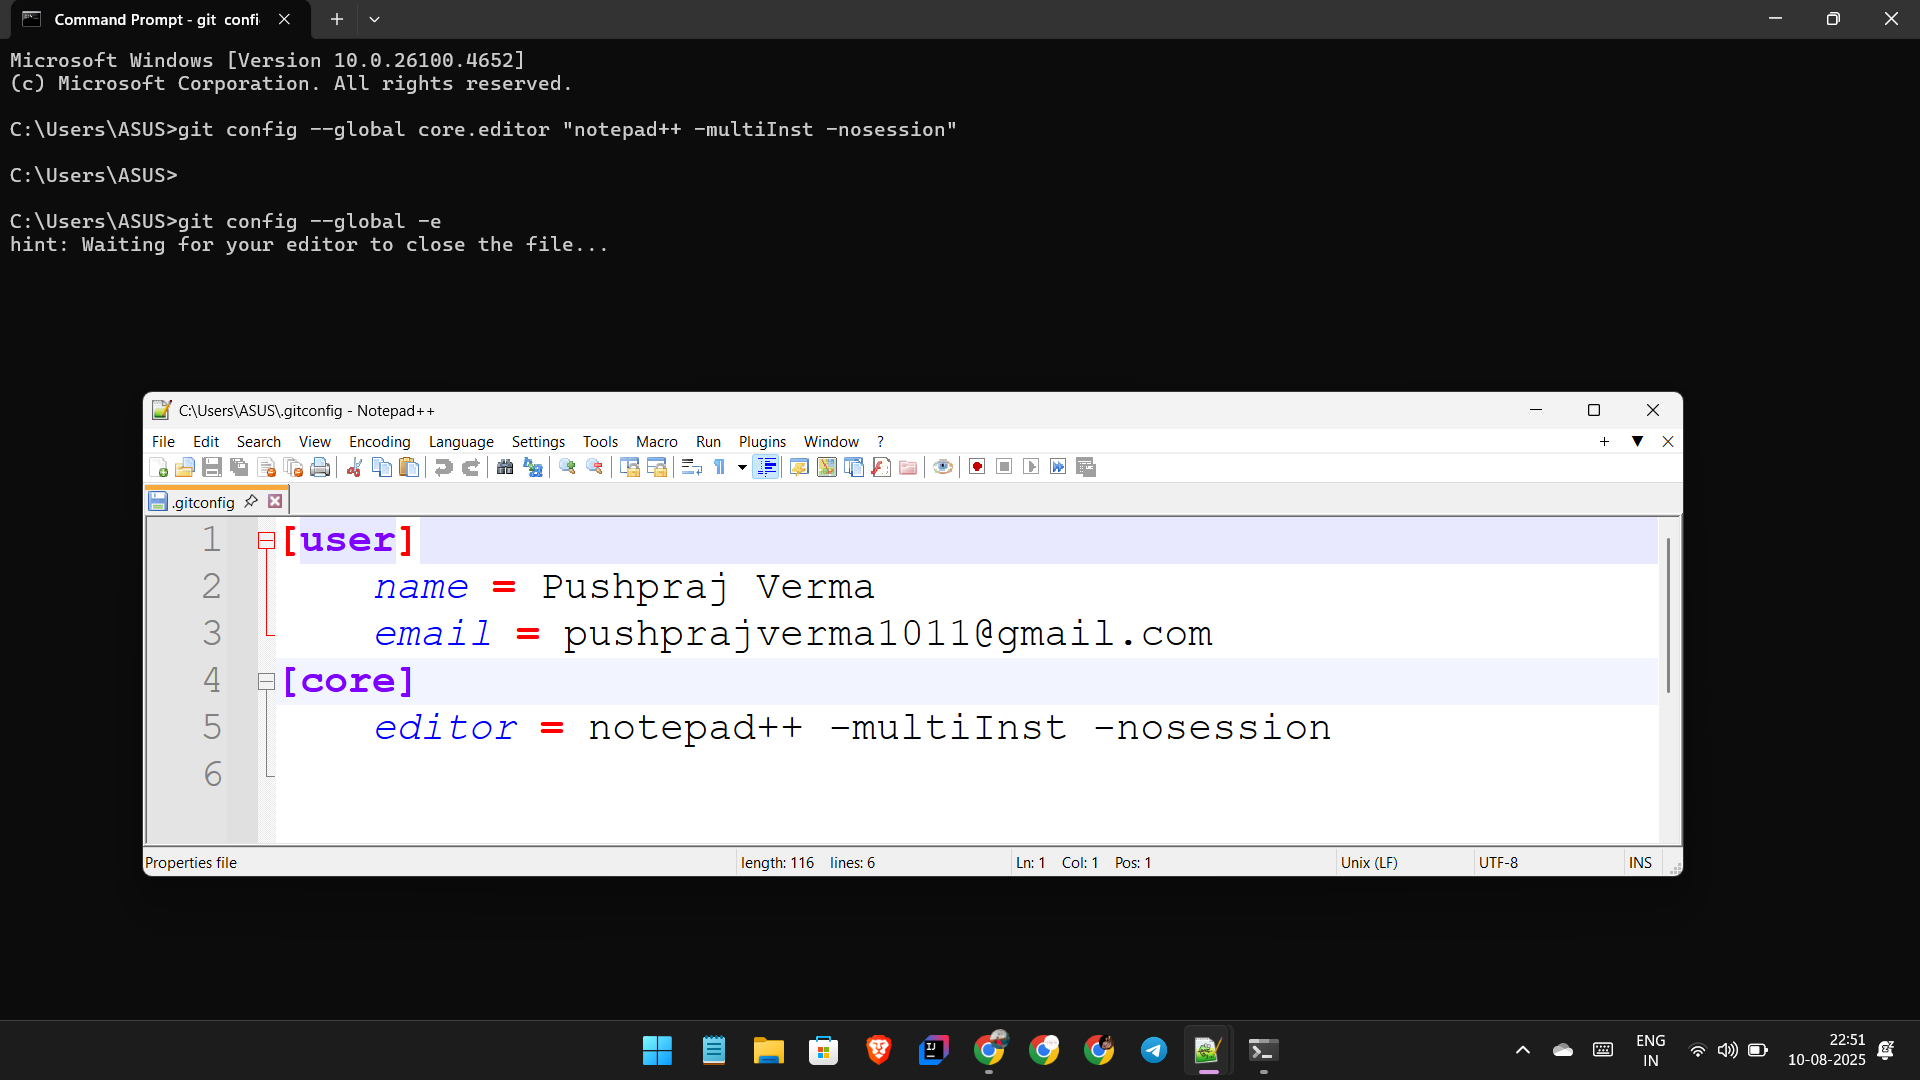 Command Prompt - git confi
Microsoft Windows [Version 10.0.26100.4652]
(c) Microsoft Corporation. All rights reserved.
C:\Users\ASUS>git config --global core.editor "notepad++ -multiInst -nosession"
C:\Users\ASUS>
C:\Users\ASUS>git config --global -e
hint: Waiting for your editor to close the file...
C:\Users\ASUS\.gitconfig - Notepad++
File Edit Search View Encoding Language Settings Tools Macro Run Plugins Window ?
.gitconfig
1 [user]
2 name = Pushpraj Verma
3 email = pushprajverma1011@gmail.com
4 [core]
5 editor = notepad++ -multiInst -nosession
6
Properties file length: 116 lines: 6 Ln: 1 Col: 1 Pos: 1 Unix (LF) UTF-8 INS
ENG
IN
22:51
10-08-2025